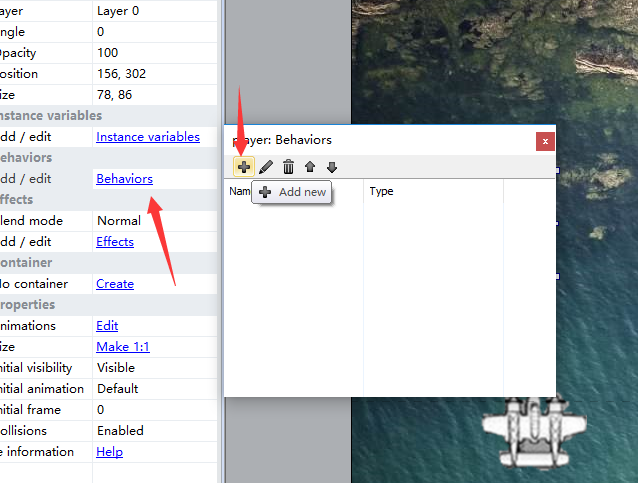 ayer Layer 0
ngle 0
pacity 100
osition 156, 302
ize 78, 86
nstance variables
dd / edit Instance variables
ehaviors
dd / edit Behaviors
ffects
lend mode Normal
dd / edit Effects
ontainer
o container Create
roperties
nimations Edit
ize Make 1:1
nitial visibility Visible
nitial animation Default
nitial frame 0
ollisions Enabled
e information Help
player: Behaviors
x
Nam Type
Add new